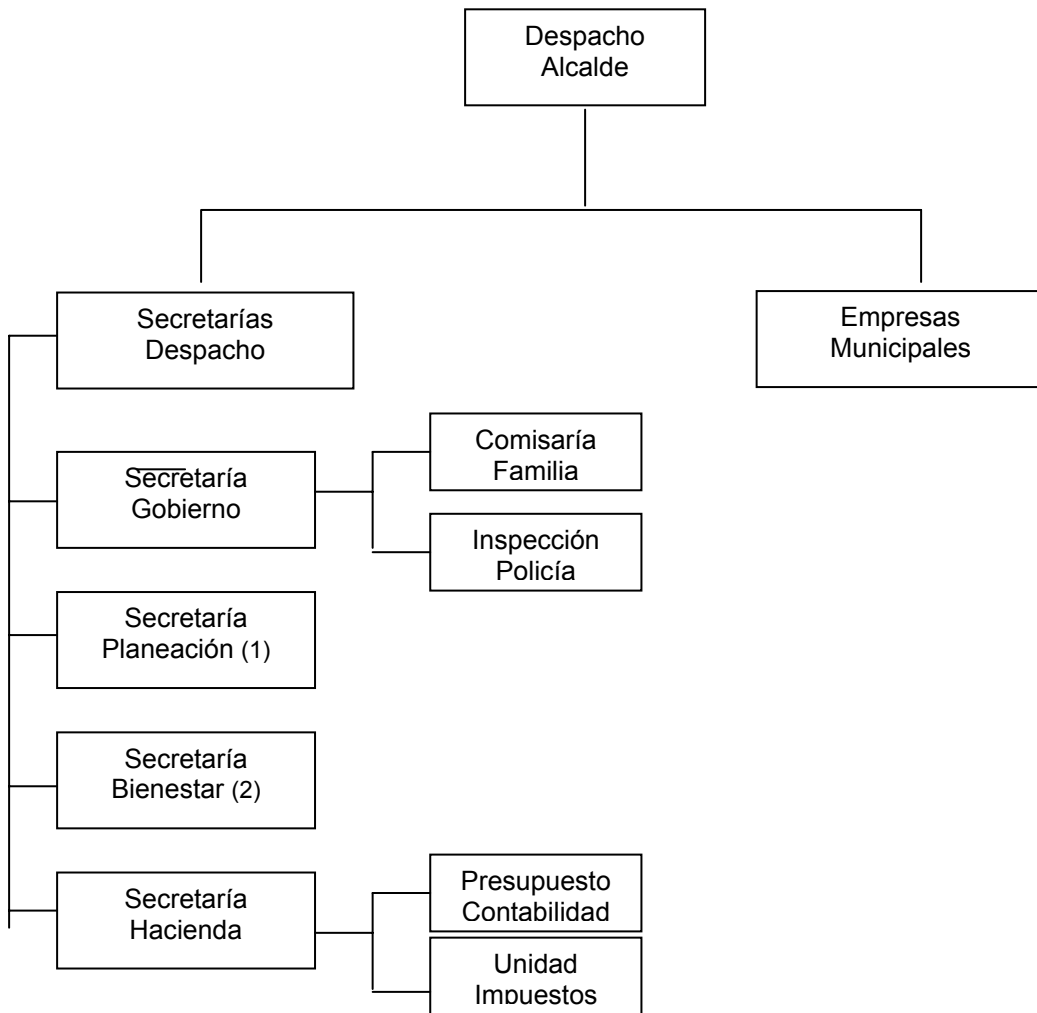 Despacho
Alcalde
Secretarías
Despacho
Empresas
Municipales
Secretaría
Gobierno
Comisaría
Familia
Inspección
Policía
Secretaría
Planeación (1)
Secretaría
Bienestar (2)
Secretaría
Hacienda
Presupuesto
Contabilidad
Unidad
Impuestos